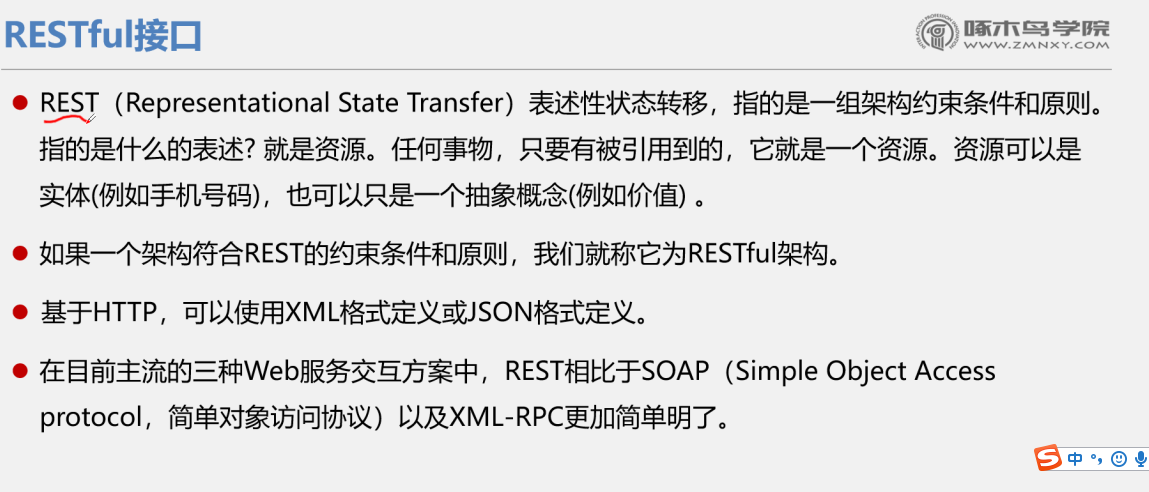 RESTful接口
啄木鸟学院
WWW.ZMNXY.COM
REST（Representational State Transfer）表述性状态转移，指的是一组架构约束条件和原则。
指的是什么的表述? 就是资源。任何事物，只要有被引用到的，它就是一个资源。资源可以是
实体(例如手机号码)，也可以只是一个抽象概念(例如价值) 。
如果一个架构符合REST的约束条件和原则，我们就称它为RESTful架构。
基于HTTP，可以使用XML格式定义或JSON格式定义。
在目前主流的三种Web服务交互方案中，REST相比于SOAP（Simple Object Access
protocol，简单对象访问协议）以及XML-RPC更加简单明了。
S 中